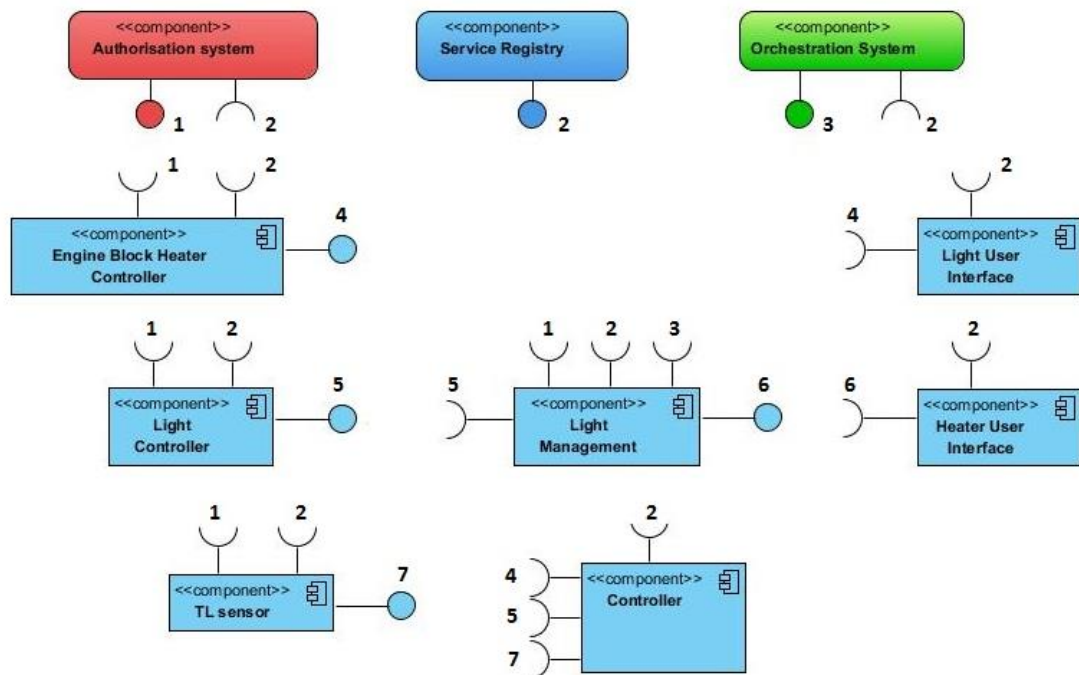 <<component>>
Authorisation system
<<component>>
Service Registry
<<component>>
Orchestration System
1
2
2
3
2
1
2
2
<<component>>
Engine Block Heater
Controller
4
4
<<component>>
Light User
Interface
1
2
1
2
3
2
<<component>>
Light
Controller
5
5
<<component>>
Light
Management
6
6
<<component>>
Heater User
Interface
1
2
2
<<component>>
TL sensor
7
4
5
7
<<component>>
Controller